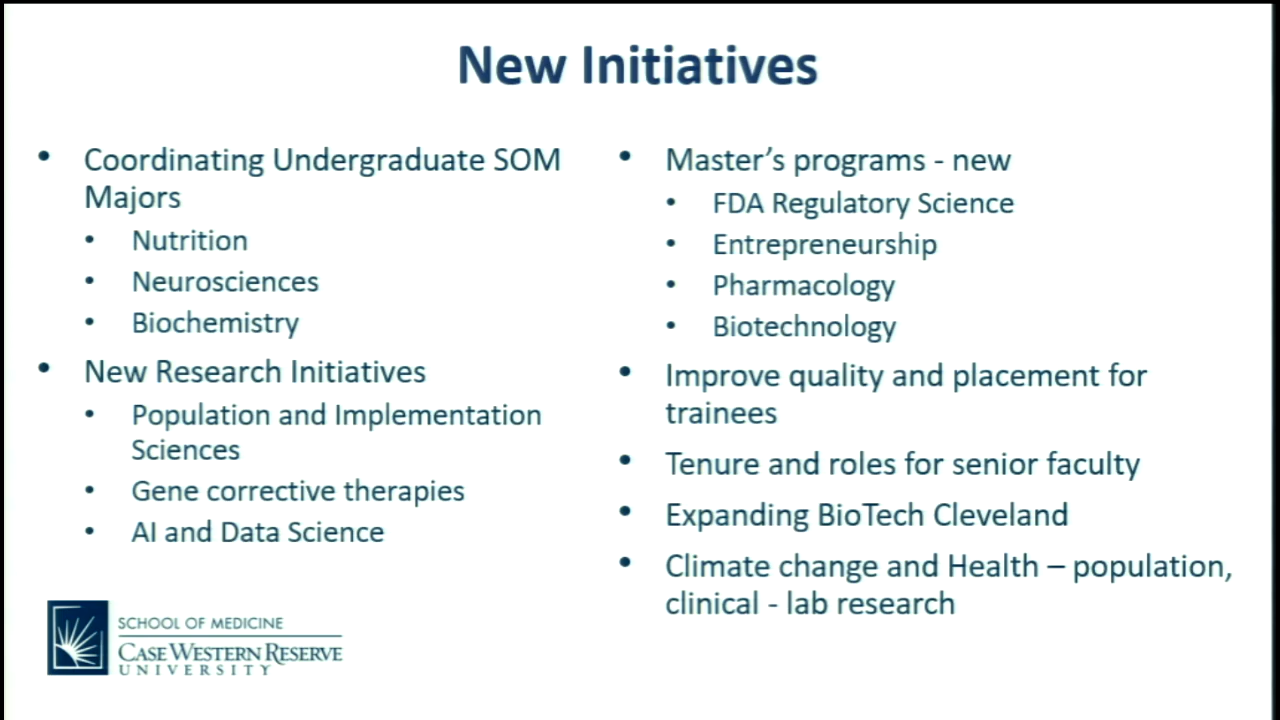 New Initiatives
• Coordinating Undergraduate SOM
Majors
• Nutrition
• Neurosciences
• Biochemistry
• New Research Initiatives
• Population and Implementation
Sciences
• Gene corrective therapies
• AI and Data Science
• Master's programs - new
• FDA Regulatory Science
• Entrepreneurship
• Pharmacology
• Biotechnology
• Improve quality and placement for
trainees
• Tenure and roles for senior faculty
• Expanding BioTech Cleveland
• Climate change and Health – population,
clinical - lab research
SCHOOL OF MEDICINE
CASE WESTERN RESERVE
UNIVERSITY